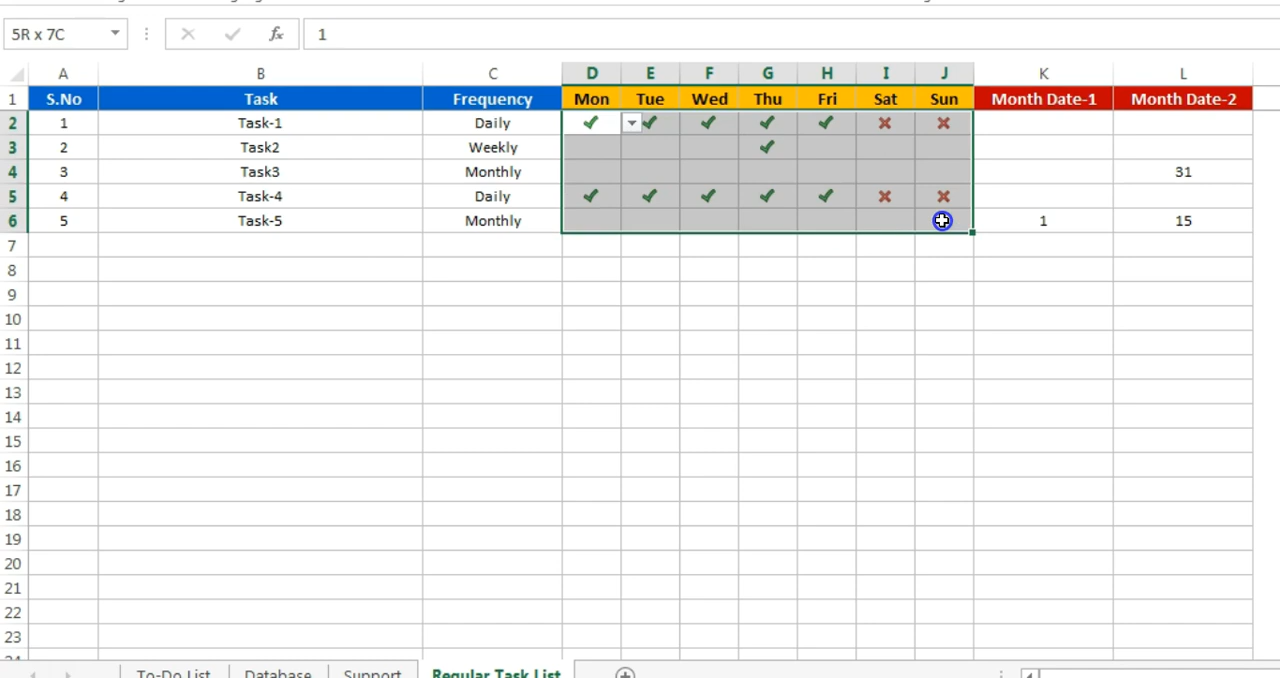 5R x 7C fx 1
A B C D E F G H I J K L
1 S.No Task Frequency Mon Tue Wed Thu Fri Sat Sun Month Date-1 Month Date-2
2 1 Task-1 Daily ✔ ✔ ✔ ✔ ✔ ✖ ✖
3 2 Task2 Weekly ✔
4 3 Task3 Monthly 31
5 4 Task-4 Daily ✔ ✔ ✔ ✔ ✔ ✖ ✖
6 5 Task-5 Monthly 1 15
7
8
9
10
11
12
13
14
15
16
17
18
19
20
21
22
23
24
To-Do List Database Support Regular Task List